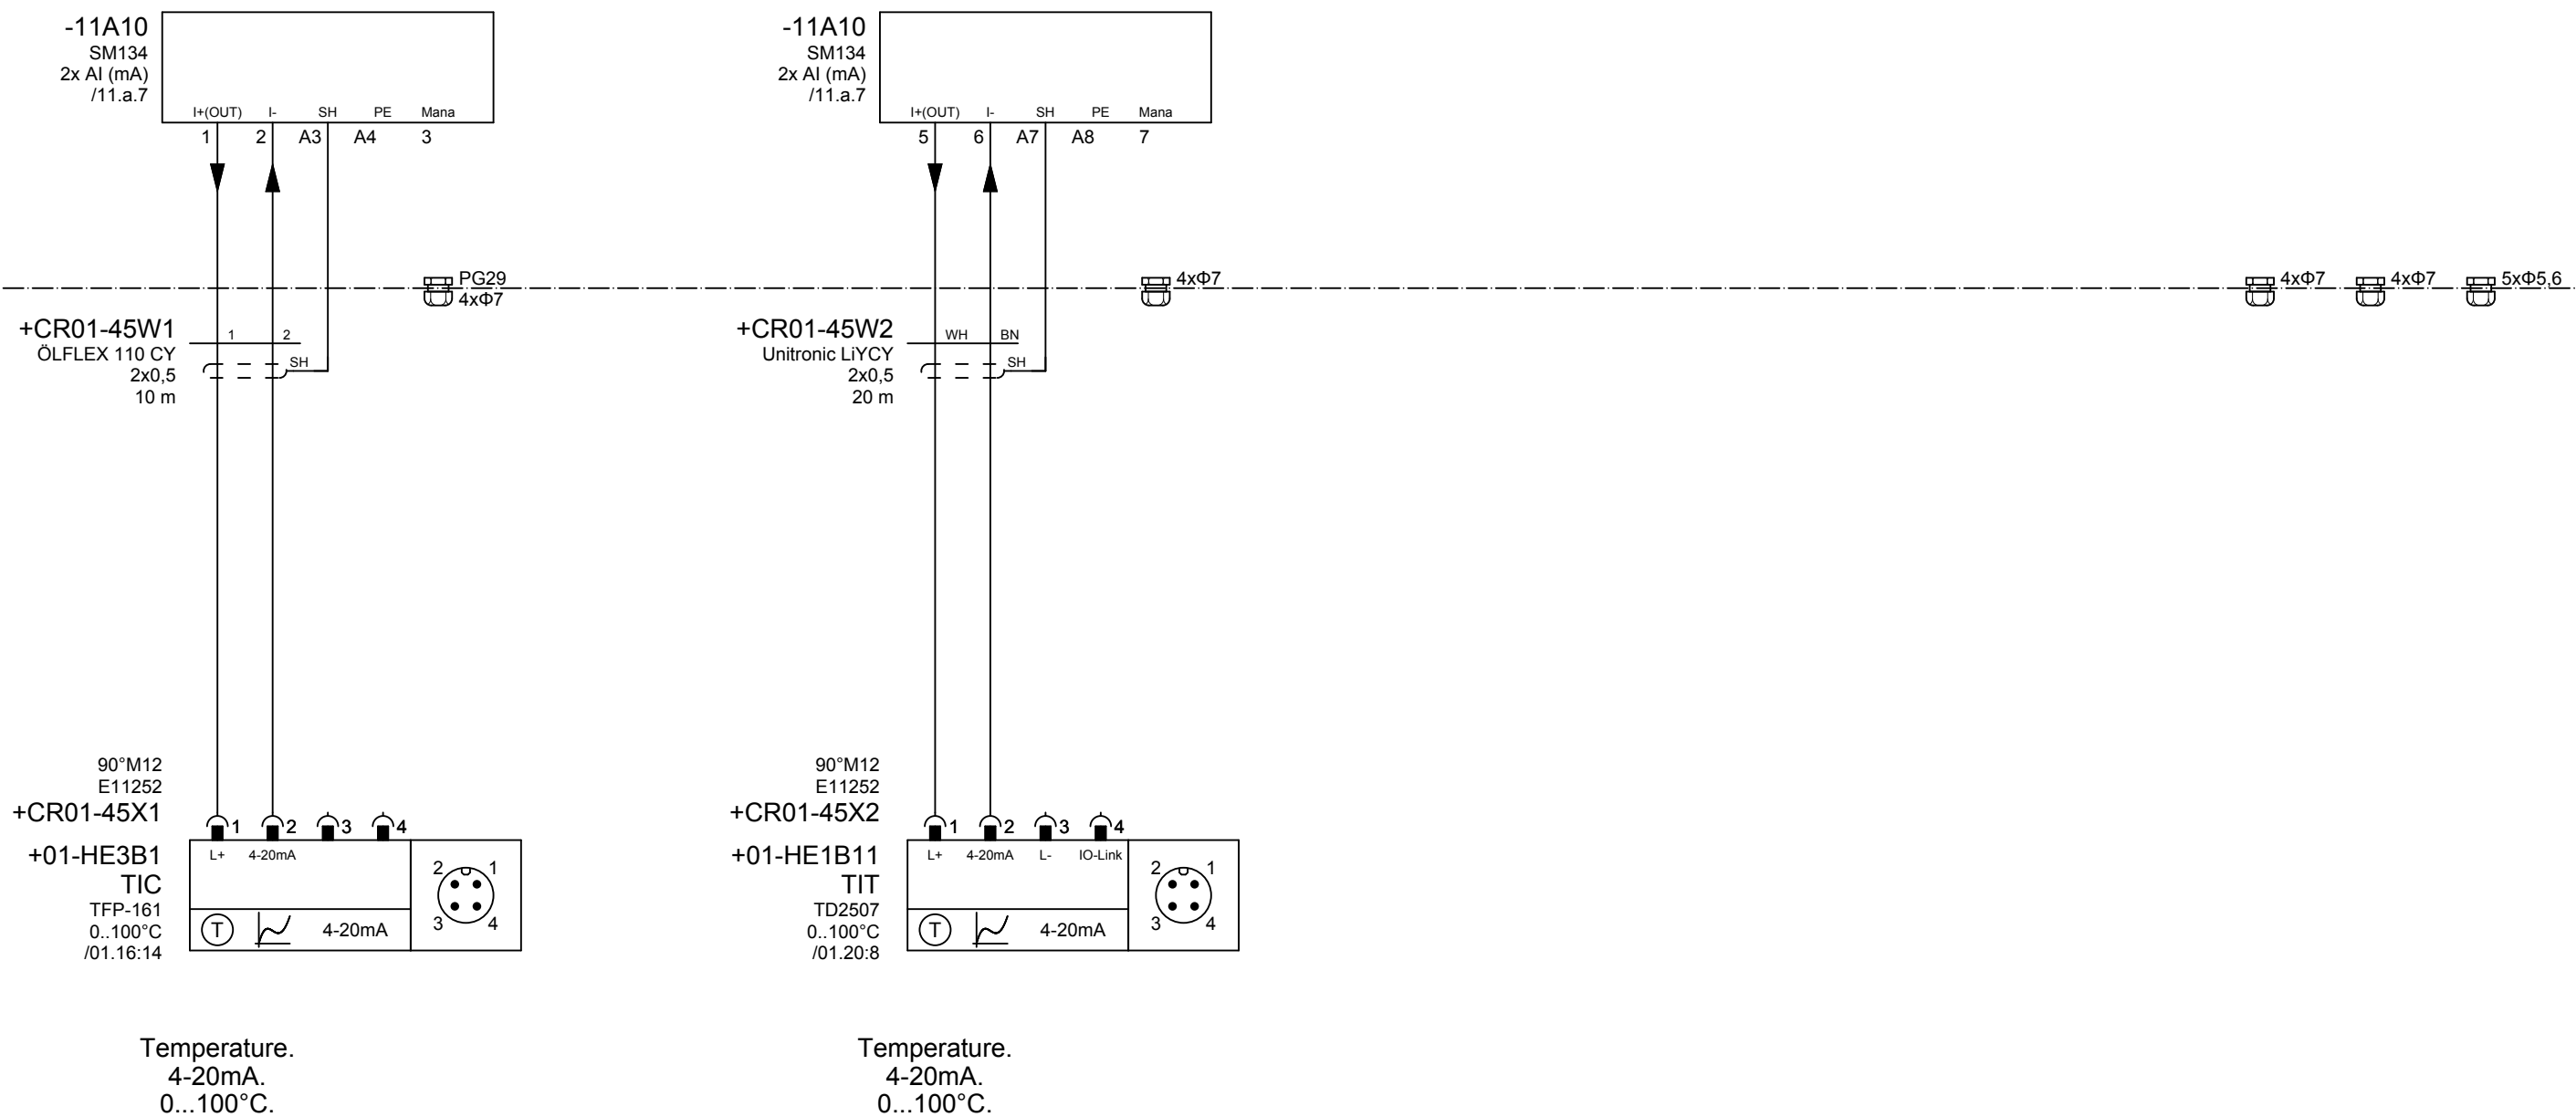 -11A10
SM134
2x AI (mA)
/11.a.7
I+(OUT) I- SH PE Mana
1 2 A3 A4 3
-11A10
SM134
2x AI (mA)
/11.a.7
I+(OUT) I- SH PE Mana
5 6 A7 A8 7
PG29
4xΦ7
4xΦ7
4xΦ7
4xΦ7
5xΦ5,6
+CR01-45W1
ÖLFLEX 110 CY
2x0,5
10 m
1 2
SH
+CR01-45W2
Unitronic LiYCY
2x0,5
20 m
WH BN
SH
90°M12
E11252
+CR01-45X1
1 2 3 4
+01-HE3B1
TIC
TFP-161
0..100°C
/01.16:14
L+ 4-20mA
T 4-20mA
2 1
3 4
90°M12
E11252
+CR01-45X2
1 2 3 4
+01-HE1B11
TIT
TD2507
0..100°C
/01.20:8
L+ 4-20mA L- IO-Link
T 4-20mA
2 1
3 4
Temperature.
4-20mA.
0...100°C.
Temperature.
4-20mA.
0...100°C.